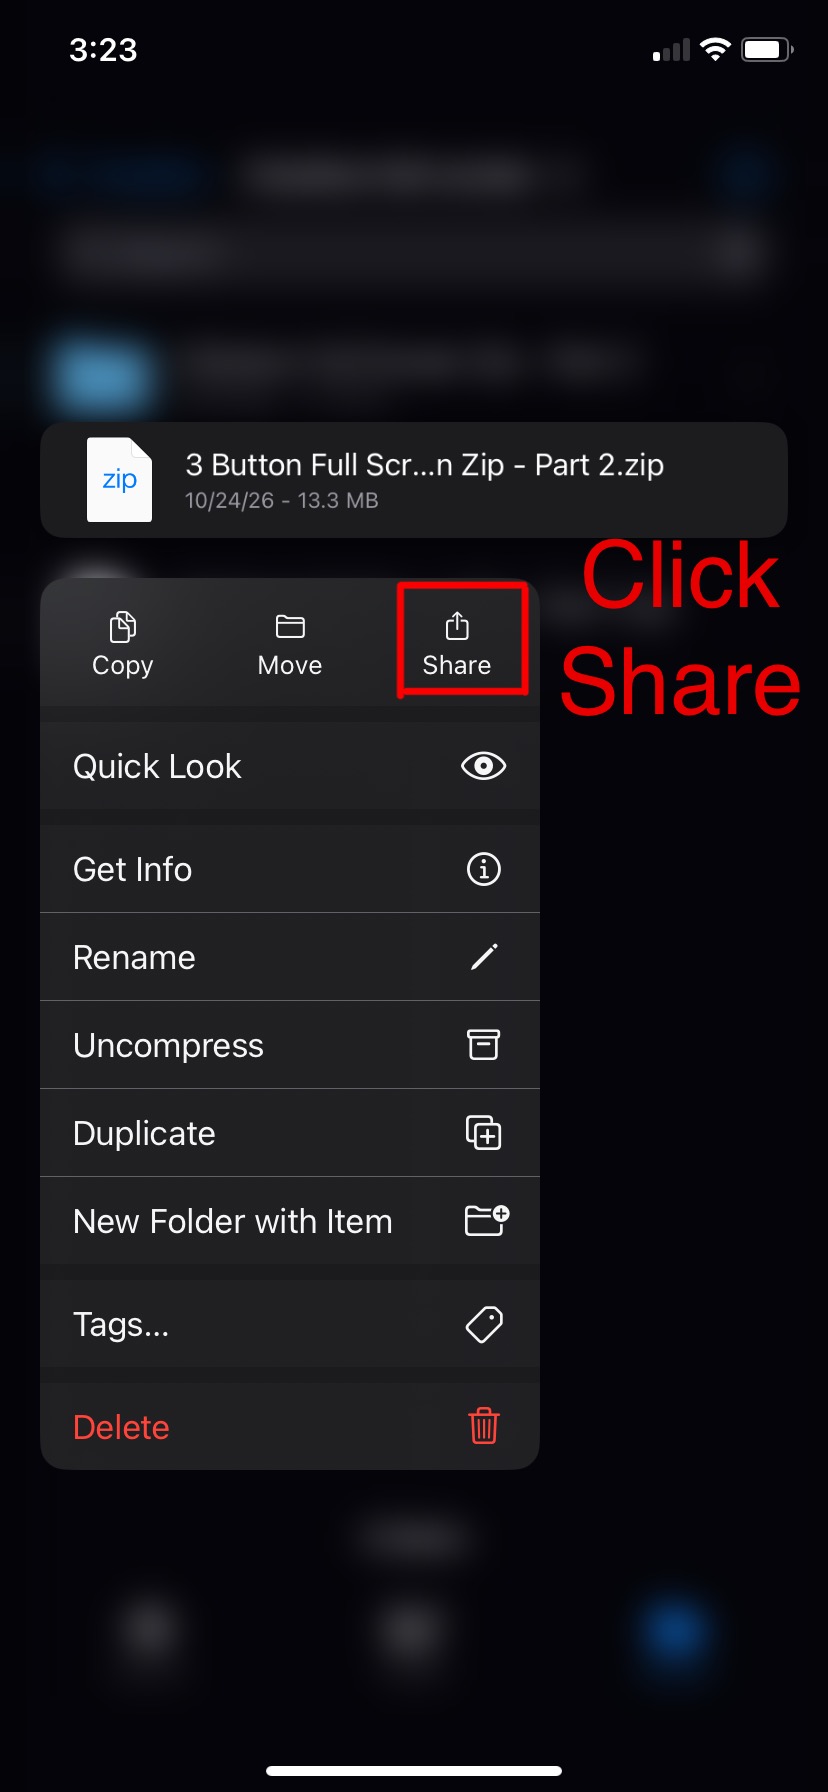 3:23
zip
3 Button Full Scr...n Zip - Part 2.zip
10/24/26 - 13.3 MB
Click
Share
Copy
Move
Share
Quick Look
Get Info
Rename
Uncompress
Duplicate
New Folder with Item
Tags...
Delete